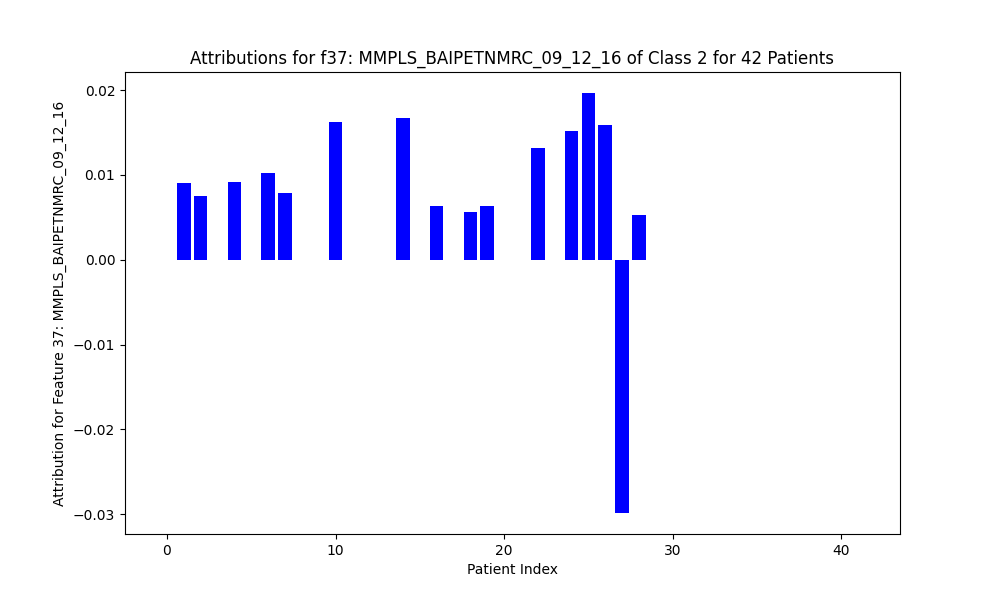 Attributions for f37: MMPLS_BAIPETNMRC_09_12_16 of Class 2 for 42 Patients
Attribution for Feature 37: MMPLS_BAIPETNMRC_09_12_16
0.02
0.01
0.00
−0.01
−0.02
−0.03
0 10 20 30 40
Patient Index